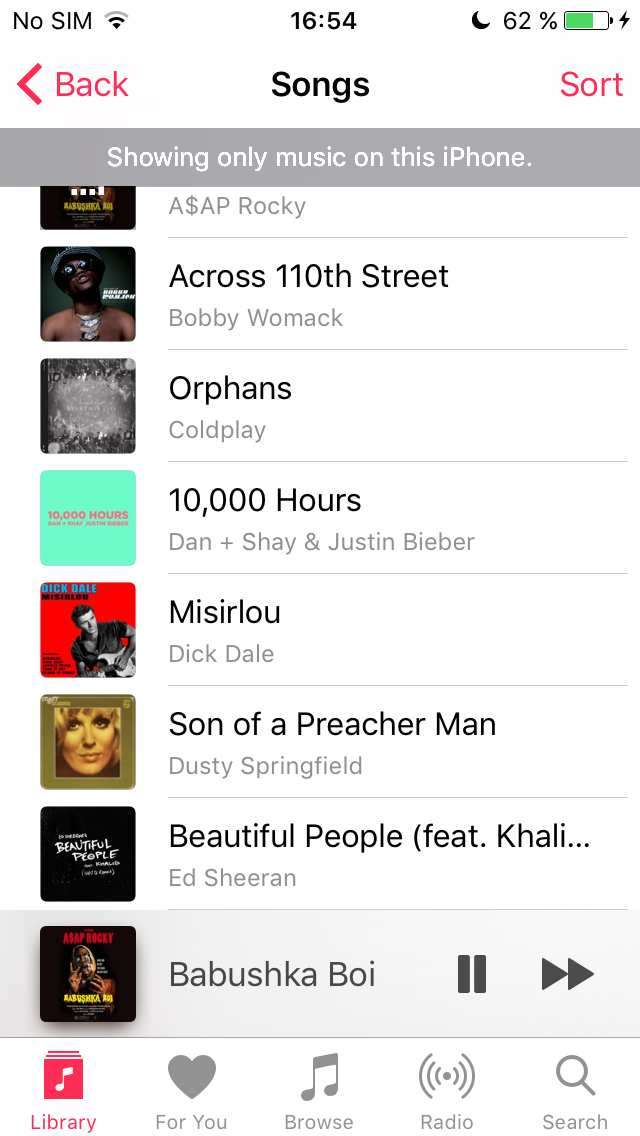 No SIM 16:54 62 %
Back Songs Sort
Showing only music on this iPhone.
BABUSHKA BOI
A$AP Rocky
BOBBY WOMACK
Across 110th Street
Bobby Womack
Orphans
Coldplay
10,000 HOURS
DAN + SHAY JUSTIN BIEBER
10,000 Hours
Dan + Shay & Justin Bieber
DICK DALE
MISIRLOU
Misirlou
Dick Dale
Son of a Preacher Man
Dusty Springfield
ED SHEERAN
BEAUTIFUL
PEOPLE
FEAT. KHALID
(NOTD REMIX)
Beautiful People (feat. Khali...
Ed Sheeran
A$AP ROCKY
BABUSHKA BOI
Babushka Boi
Library For You Browse Radio Search